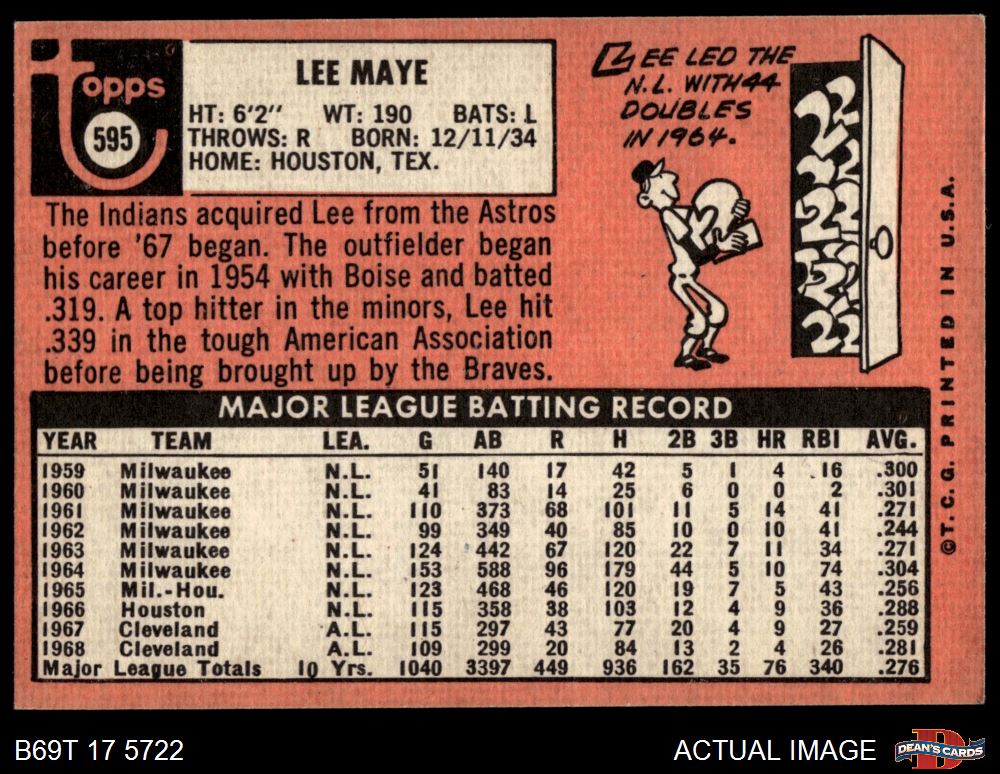 topps
595
LEE MAYE
HT: 6'2" WT: 190 BATS: L
THROWS: R BORN: 12/11/34
HOME: HOUSTON, TEX.
The Indians acquired Lee from the Astros
before '67 began. The outfielder began
his career in 1954 with Boise and batted
.319. A top hitter in the minors, Lee hit
.339 in the tough American Association
before being brought up by the Braves.
LEE LED THE
N.L. WITH 44
DOUBLES
IN 1964.
2222222222
MAJOR LEAGUE BATTING RECORD
YEAR TEAM LEA. G AB R H 2B 3B HR RBI AVG.
1959 Milwaukee N.L. 51 140 17 42 5 1 4 16 .300
1960 Milwaukee N.L. 41 83 14 25 6 0 0 2 .301
1961 Milwaukee N.L. 110 373 68 101 11 5 14 41 .271
1962 Milwaukee N.L. 99 349 40 85 10 0 10 41 .244
1963 Milwaukee N.L. 124 442 67 120 22 7 11 34 .271
1964 Milwaukee N.L. 153 588 96 179 44 5 10 74 .304
1965 Mil.-Hou. N.L. 123 468 46 120 19 7 5 43 .256
1966 Houston N.L. 115 358 38 103 12 4 9 36 .288
1967 Cleveland A.L. 115 297 43 77 20 4 9 27 .259
1968 Cleveland A.L. 109 299 20 84 13 2 4 26 .281
Major League Totals 10 Yrs. 1040 3397 449 936 162 35 76 340 .276
©T.C.G. PRINTED IN U.S.A.
B69T 17 5722
ACTUAL IMAGE
D
DEAN'S CARDS